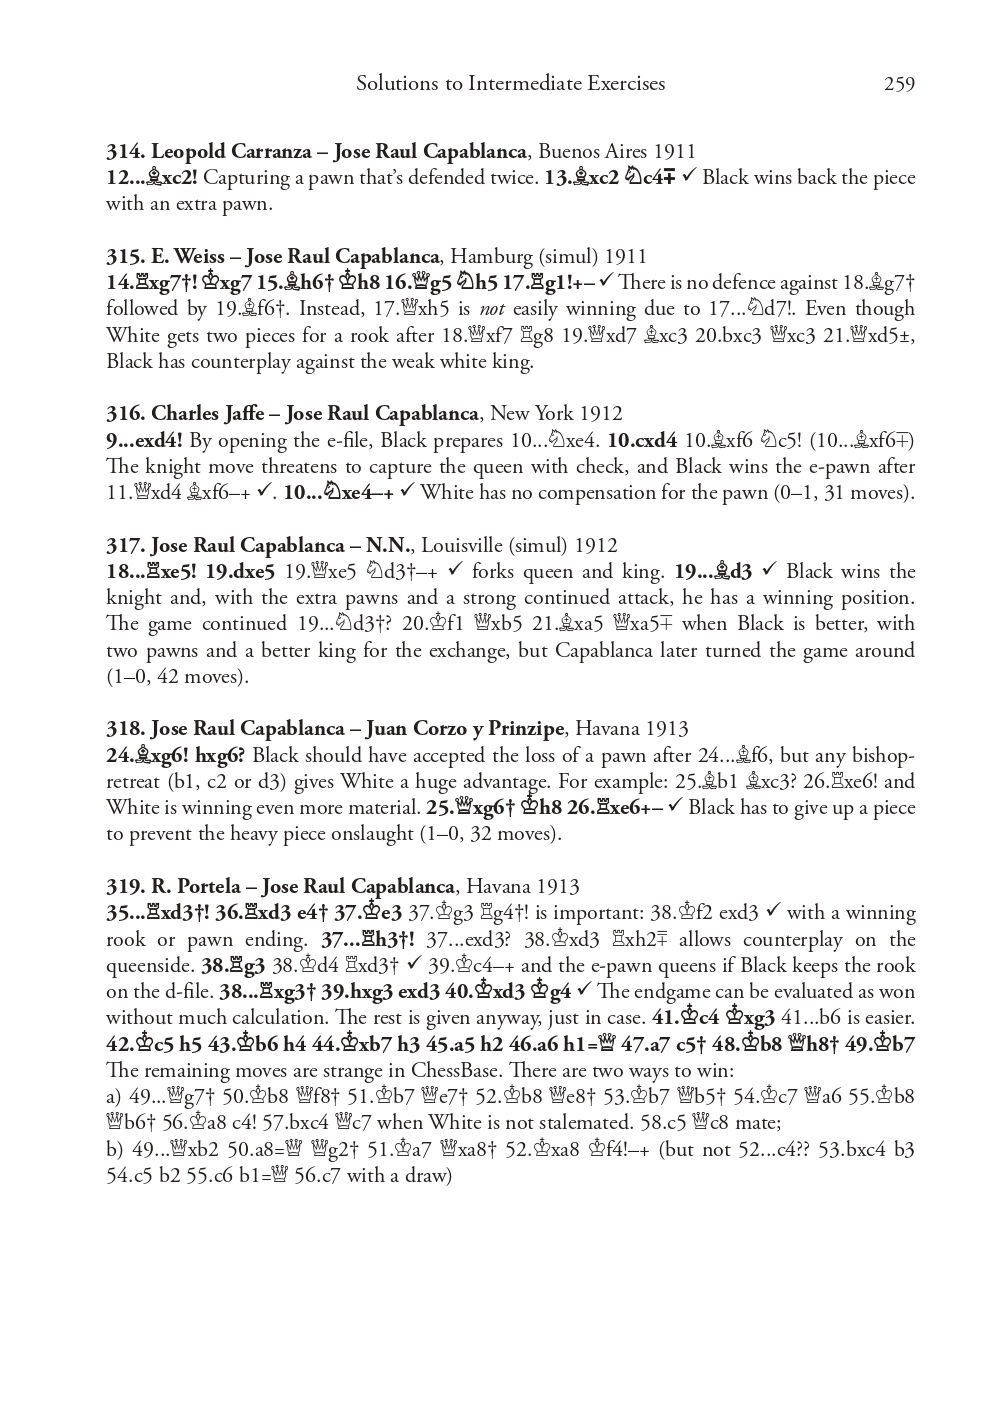 Solutions to Intermediate Exercises 259
314. Leopold Carranza – Jose Raul Capablanca, Buenos Aires 1911
12...♗xc2! Capturing a pawn that’s defended twice. 13.♗xc2 ♘c4∓ ✓ Black wins back the piece
with an extra pawn.
315. E. Weiss – Jose Raul Capablanca, Hamburg (simul) 1911
14.♖xg7†! ♔xg7 15.♗h6† ♔h8 16.♕g5 ♘h5 17.♖g1!+– ✓ There is no defence against 18.♗g7†
followed by 19.♗f6†. Instead, 17.♕xh5 is not easily winning due to 17...♘d7!. Even though
White gets two pieces for a rook after 18.♕xf7 ♖g8 19.♕xd7 ♗xc3 20.bxc3 ♕xc3 21.♕xd5±,
Black has counterplay against the weak white king.
316. Charles Jaffe – Jose Raul Capablanca, New York 1912
9...exd4! By opening the e-file, Black prepares 10...♘xe4. 10.cxd4 10.♗xf6 ♘c5! (10...♗xf6∓)
The knight move threatens to capture the queen with check, and Black wins the e-pawn after
11.♕xd4 ♗xf6–+ ✓. 10...♘xe4–+ ✓ White has no compensation for the pawn (0–1, 31 moves).
317. Jose Raul Capablanca – N.N., Louisville (simul) 1912
18...♖xe5! 19.dxe5 19.♕xe5 ♘d3†–+ ✓ forks queen and king. 19...♗d3 ✓ Black wins the
knight and, with the extra pawns and a strong continued attack, he has a winning position.
The game continued 19...♘d3†? 20.♔f1 ♕xb5 21.♗xa5 ♕xa5∓ when Black is better, with
two pawns and a better king for the exchange, but Capablanca later turned the game around
(1–0, 42 moves).
318. Jose Raul Capablanca – Juan Corzo y Prinzipe, Havana 1913
24.♗xg6! hxg6? Black should have accepted the loss of a pawn after 24...♗f6, but any bishop-
retreat (b1, c2 or d3) gives White a huge advantage. For example: 25.♗b1 ♗xc3? 26.♖xe6! and
White is winning even more material. 25.♕xg6† ♔h8 26.♖xe6+– ✓ Black has to give up a piece
to prevent the heavy piece onslaught (1–0, 32 moves).
319. R. Portela – Jose Raul Capablanca, Havana 1913
35...♖xd3†! 36.♖xd3 e4† 37.♔e3 37.♔g3 ♖g4†! is important: 38.♔f2 exd3 ✓ with a winning
rook or pawn ending. 37...♖h3†! 37...exd3? 38.♔xd3 ♖xh2∓ allows counterplay on the
queenside. 38.♖g3 38.♔d4 ♖xd3† ✓ 39.♔c4–+ and the e-pawn queens if Black keeps the rook
on the d-file. 38...♖xg3† 39.hxg3 exd3 40.♔xd3 ♔g4 ✓ The endgame can be evaluated as won
without much calculation. The rest is given anyway, just in case. 41.♔c4 ♔xg3 41...b6 is easier.
42.♔c5 h5 43.♔b6 h4 44.♔xb7 h3 45.a5 h2 46.a6 h1=♕ 47.a7 c5† 48.♔b8 ♕h8† 49.♔b7
The remaining moves are strange in ChessBase. There are two ways to win:
a) 49...♕g7† 50.♔b8 ♕f8† 51.♔b7 ♕e7† 52.♔b8 ♕e8† 53.♔b7 ♕b5† 54.♔c7 ♕a6 55.♔b8
♕b6† 56.♔a8 c4! 57.bxc4 ♕c7 when White is not stalemated. 58.c5 ♕c8 mate;
b) 49...♕xb2 50.a8=♕ ♕g2† 51.♔a7 ♕xa8† 52.♔xa8 ♔f4!–+ (but not 52...c4?? 53.bxc4 b3
54.c5 b2 55.c6 b1=♕ 56.c7 with a draw)